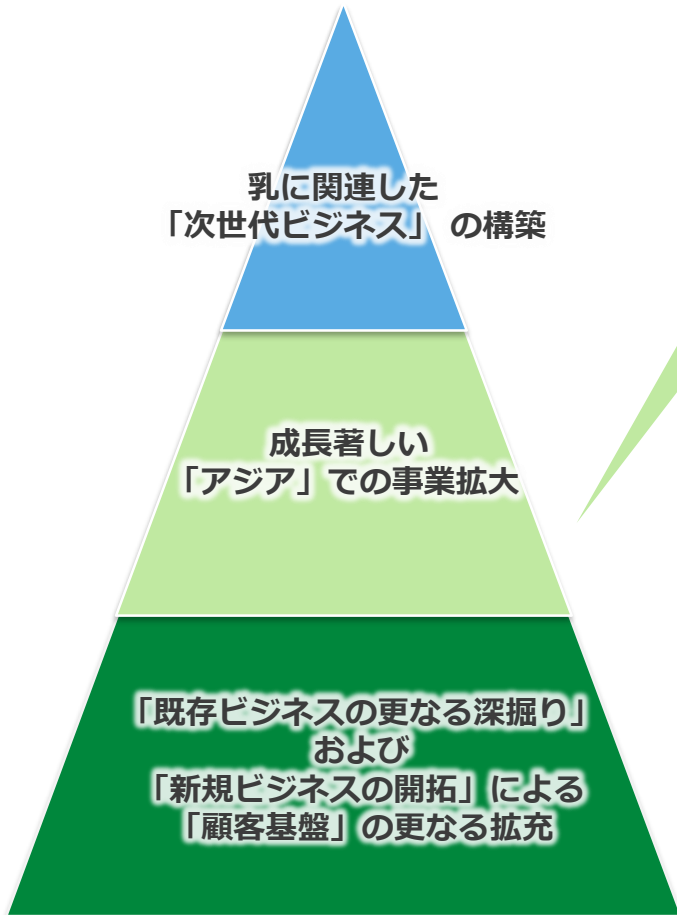 乳に関連した
「次世代ビジネス」 の構築
成長著しい
「アジア」での事業拡大
「既存ビジネスの更なる深掘り」
および
「新規ビジネスの開拓」による
「顧客基盤」の更なる拡充